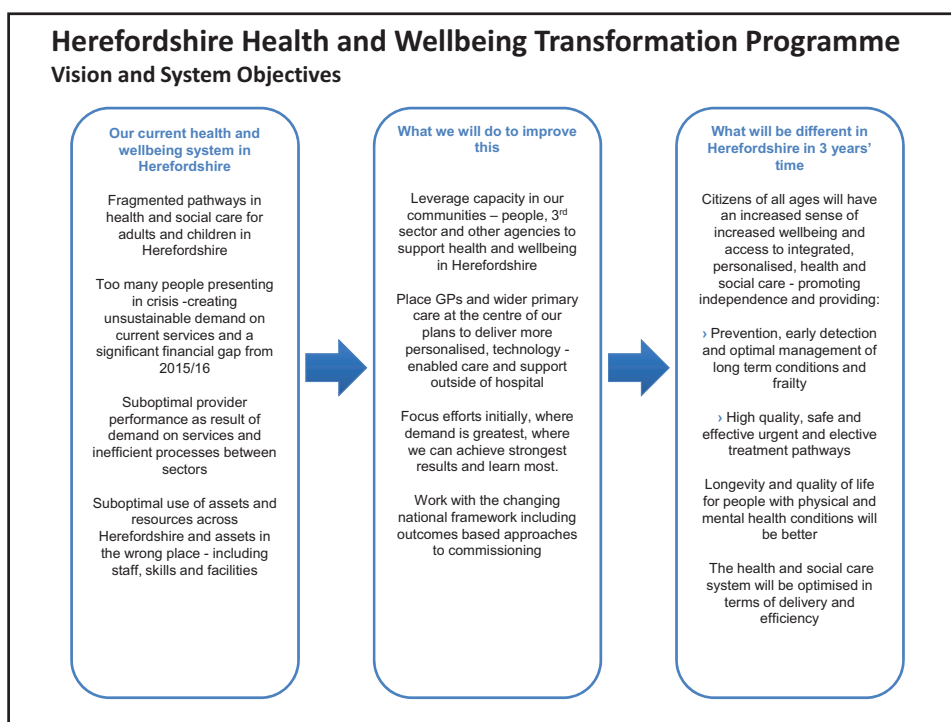 Herefordshire Health and Wellbeing Transformation Programme
Vision and System Objectives
Our current health and
wellbeing system in
Herefordshire
Fragmented pathways in
health and social care for
adults and children in
Herefordshire
Too many people presenting
in crisis -creating
unsustainable demand on
current services and a
significant financial gap from
2015/16
Suboptimal provider
performance as result of
demand on services and
inefficient processes between
sectors
Suboptimal use of assets and
resources across
Herefordshire and assets in
the wrong place - including
staff, skills and facilities
What we will do to improve
this
Leverage capacity in our
communities – people, 3rd
sector and other agencies to
support health and wellbeing
in Herefordshire
Place GPs and wider primary
care at the centre of our
plans to deliver more
personalised, technology -
enabled care and support
outside of hospital
Focus efforts initially, where
demand is greatest, where
we can achieve strongest
results and learn most.
Work with the changing
national framework including
outcomes based approaches
to commissioning
What will be different in
Herefordshire in 3 years'
time
Citizens of all ages will have
an increased sense of
increased wellbeing and
access to integrated,
personalised, health and
social care - promoting
independence and providing:
› Prevention, early detection
and optimal management of
long term conditions and
frailty
› High quality, safe and
effective urgent and elective
treatment pathways
Longevity and quality of life
for people with physical and
mental health conditions will
be better
The health and social care
system will be optimised in
terms of delivery and
efficiency